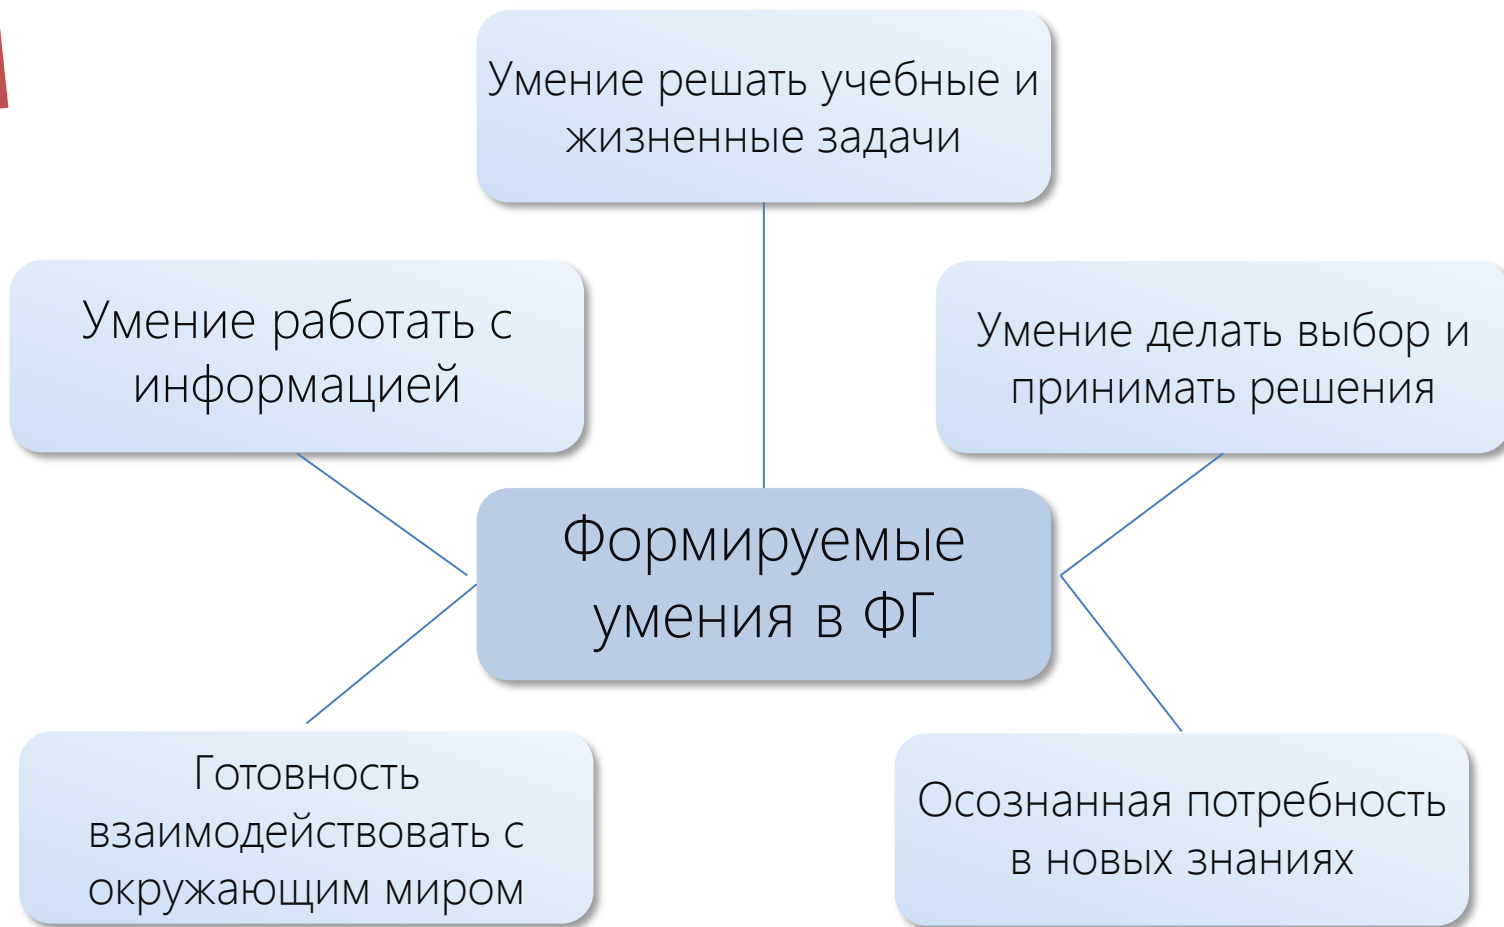 Умение решать учебные и
жизненные задачи
Умение работать с
информацией
Умение делать выбор и
принимать решения
Формируемые
умения в ФГ
Готовность
взаимодействовать с
окружающим миром
Осознанная потребность
в новых знаниях